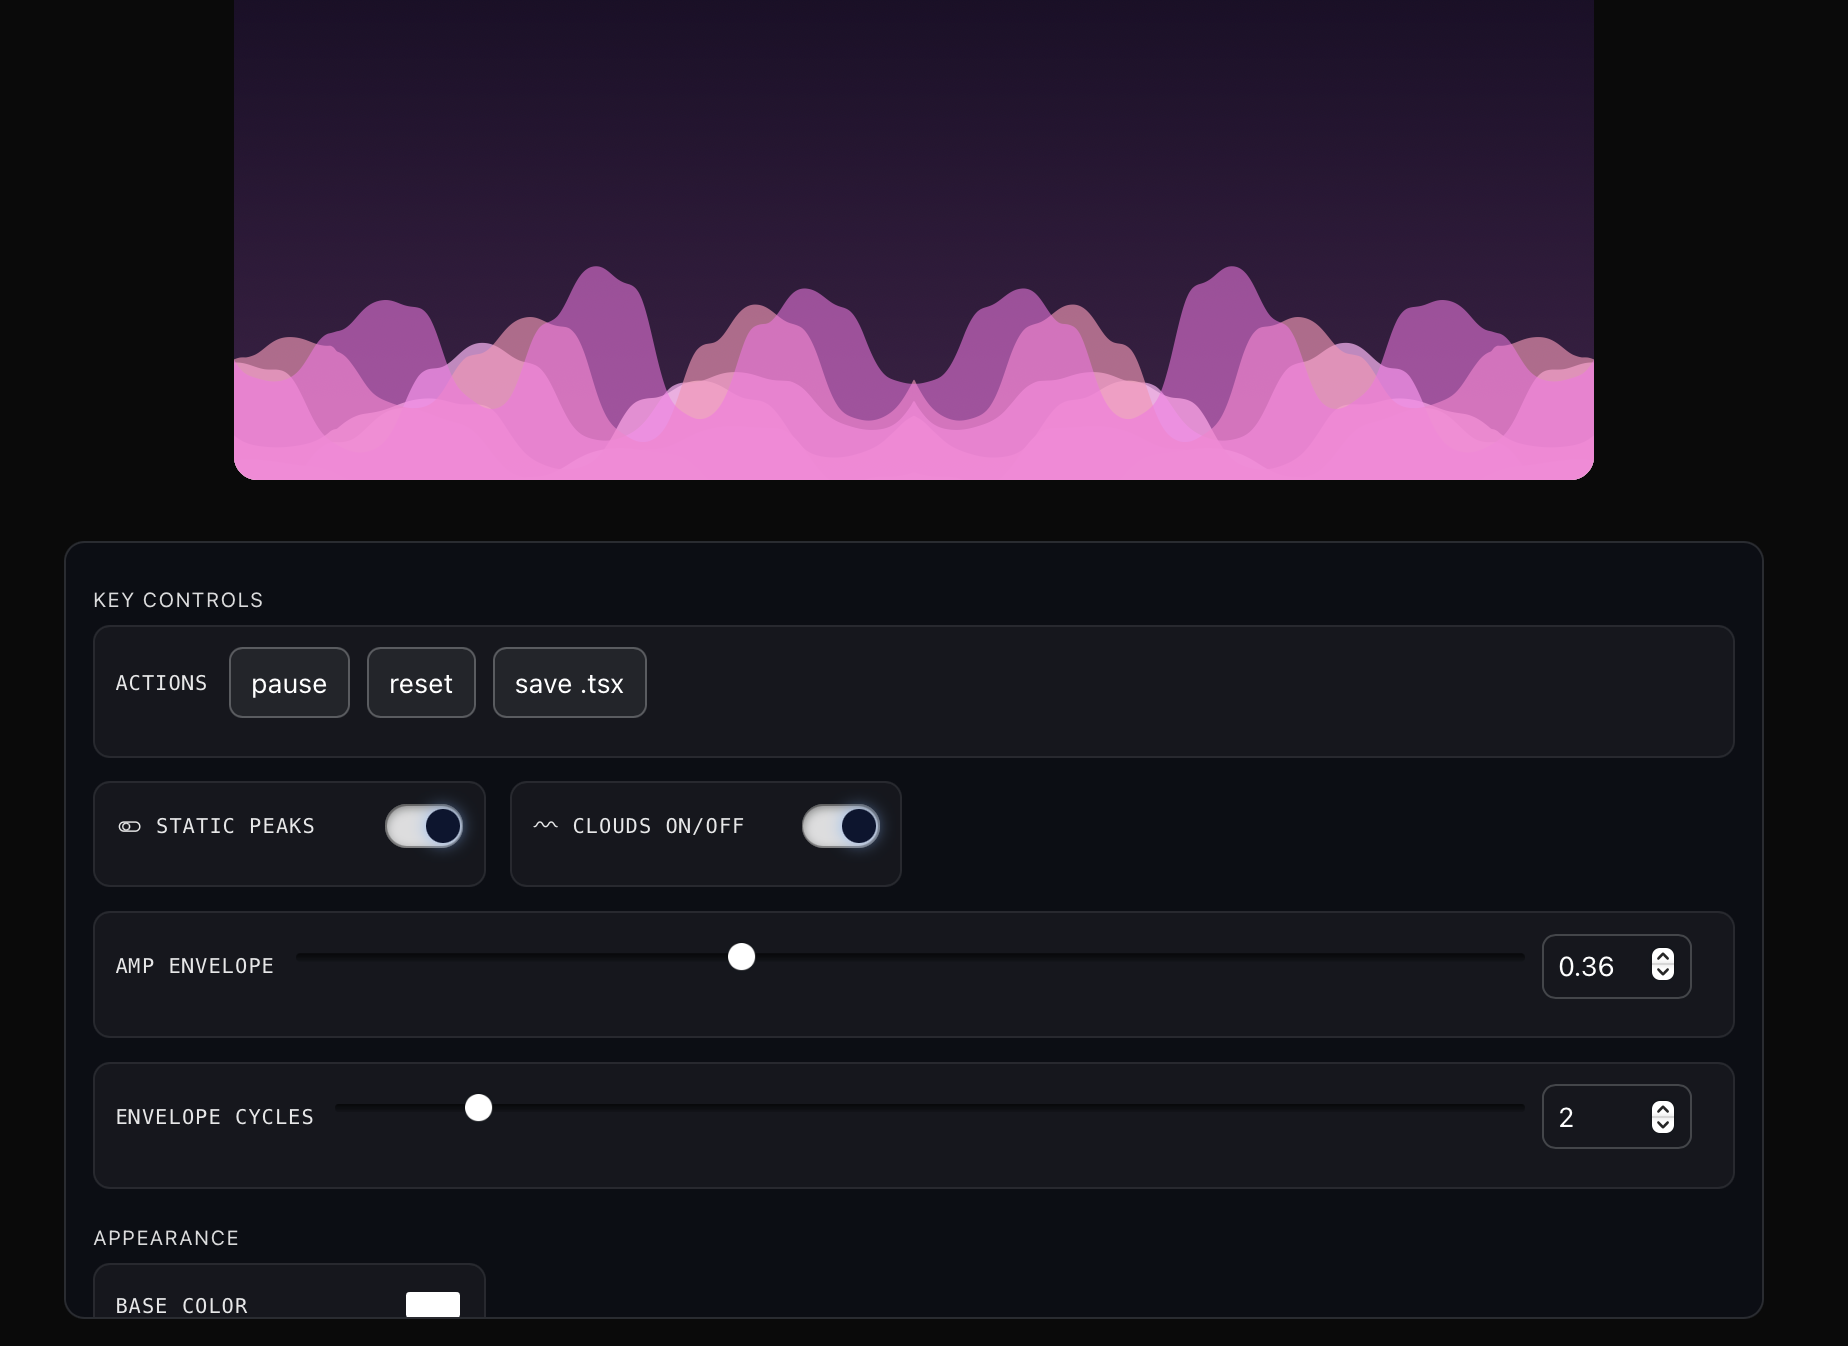 KEY CONTROLS
ACTIONS pause reset save .tsx
STATIC PEAKS CLOUDS ON/OFF
AMP ENVELOPE 0.36
ENVELOPE CYCLES 2
APPEARANCE
BASE COLOR